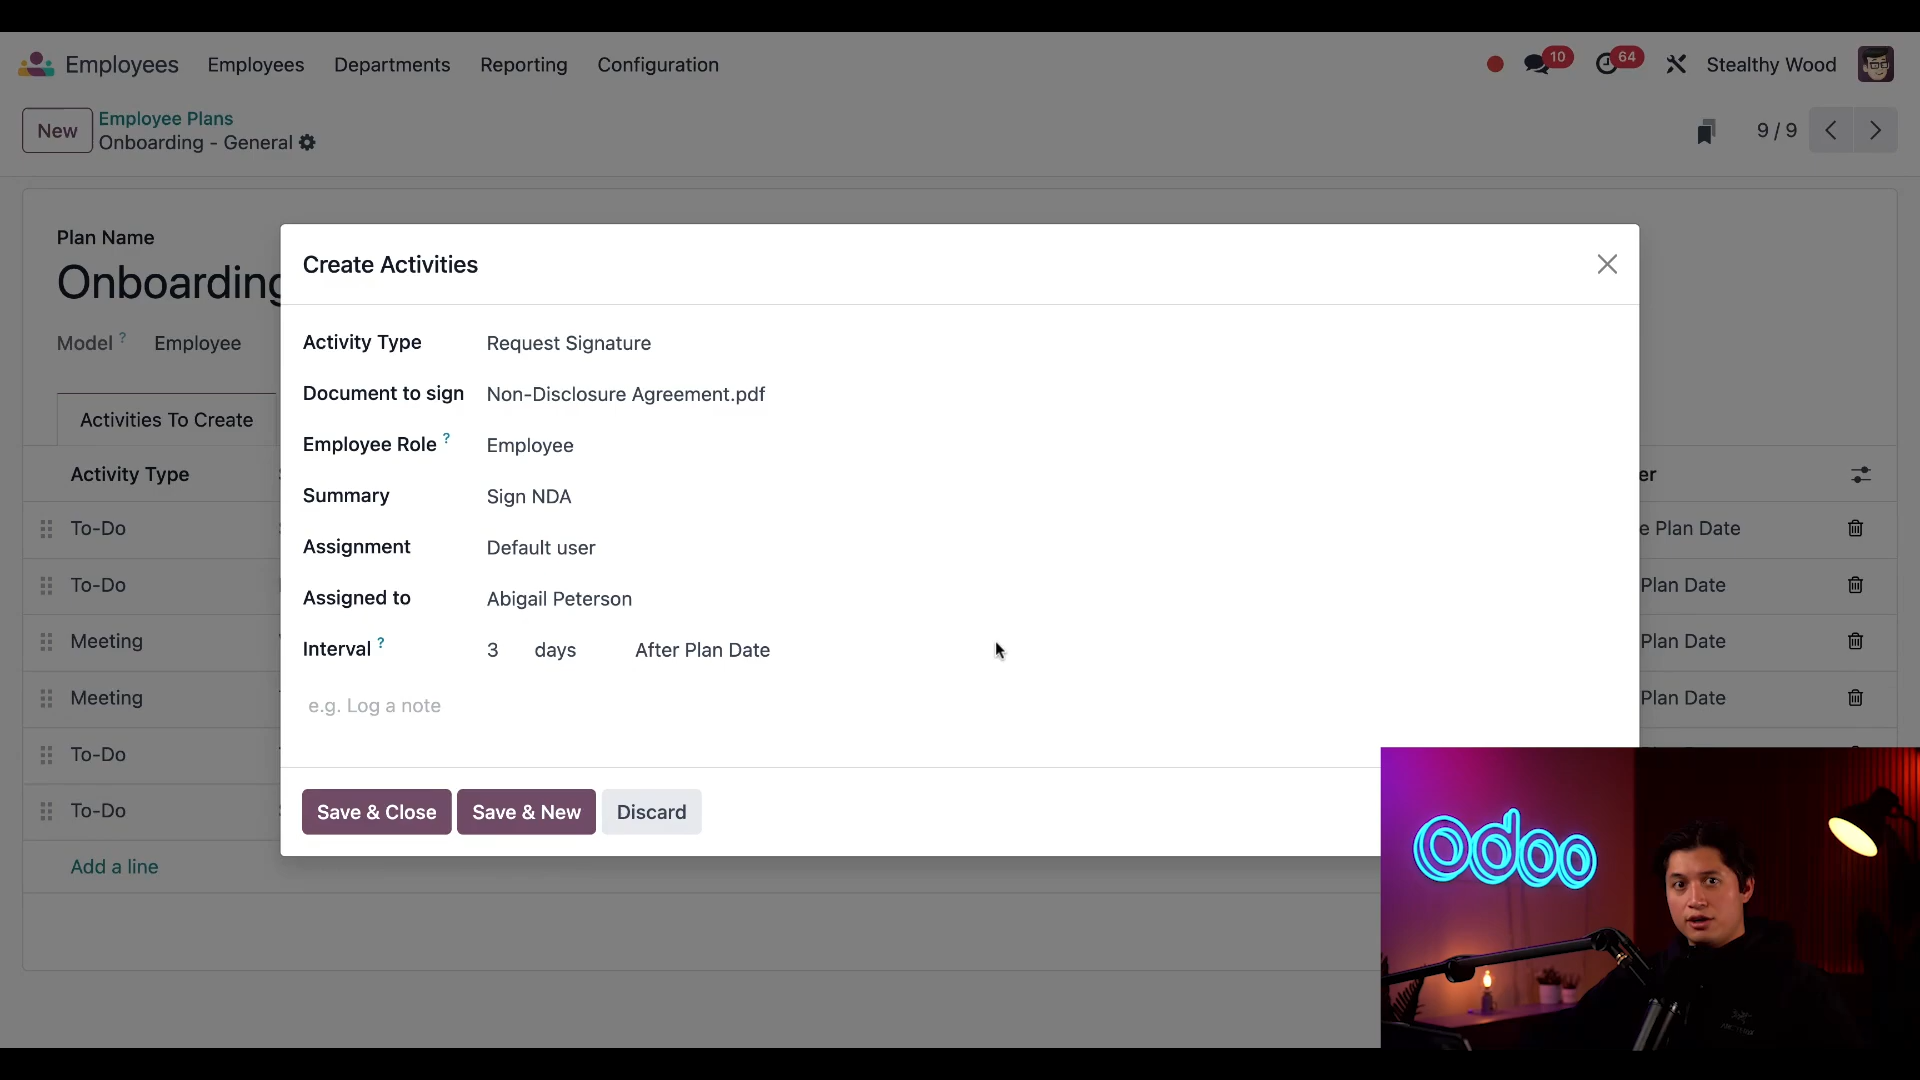 Employees Employees Departments Reporting Configuration 10 64 Stealthy Wood
New Employee Plans
Onboarding - General
9 / 9
Plan Name
Onboarding
Model ? Employee
Activities To Create
Activity Type er
To-Do e Plan Date
To-Do Plan Date
Meeting Plan Date
Meeting Plan Date
To-Do
To-Do
Add a line
Create Activities
Activity Type Request Signature
Document to sign Non-Disclosure Agreement.pdf
Employee Role ? Employee
Summary Sign NDA
Assignment Default user
Assigned to Abigail Peterson
Interval ? 3 days After Plan Date
e.g. Log a note
Save & Close Save & New Discard
odoo